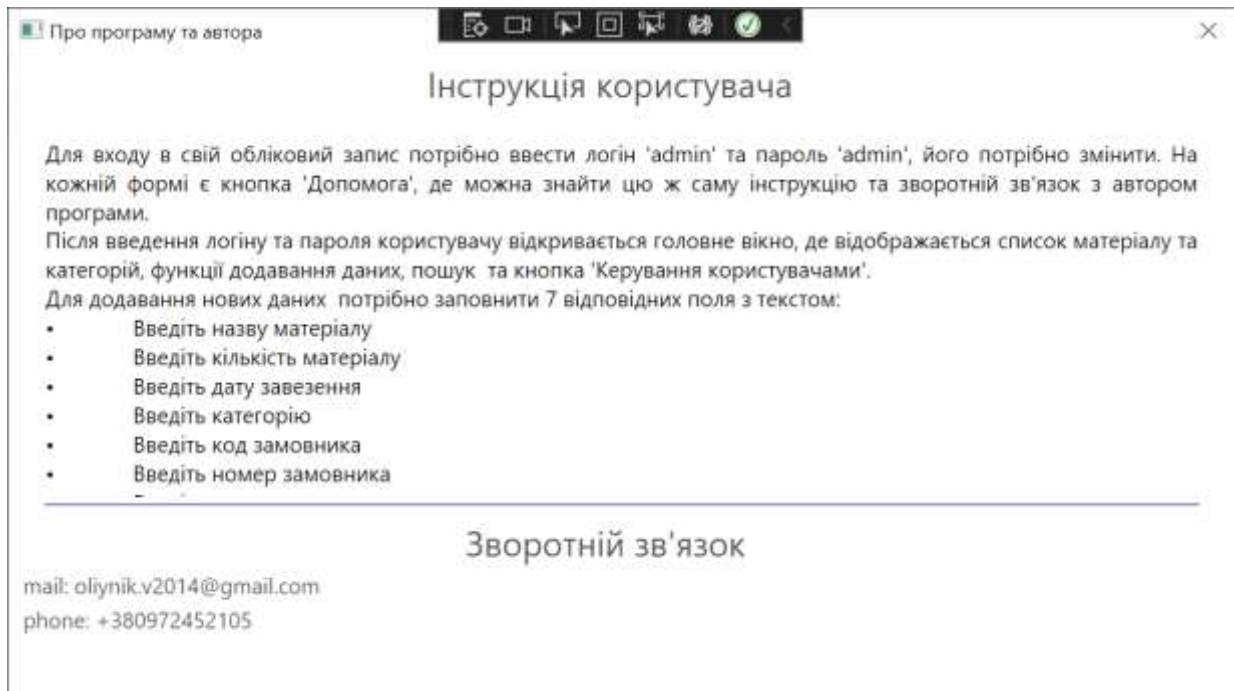 Про програму та автора
Інструкція користувача
Для входу в свій обліковий запис потрібно ввести логін 'admin' та пароль 'admin', його потрібно змінити. На
кожній формі є кнопка 'Допомога', де можна знайти цю ж саму інструкцію та зворотній зв'язок з автором
програми.
Після введення логіну та пароля користувачу відкривається головне вікно, де відображається список матеріалу та
категорій, функції додавання даних, пошук  та кнопка 'Керування користувачами'.
Для додавання нових даних  потрібно заповнити 7 відповідних поля з текстом:
• Введіть назву матеріалу
• Введіть кількість матеріалу
• Введіть дату завезення
• Введіть категорію
• Введіть код замовника
• Введіть номер замовника
Зворотній зв'язок
mail: oliynik.v2014@gmail.com
phone: +380972452105